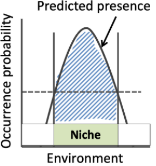 Predicted presence
Occurrence probability
Niche
Environment